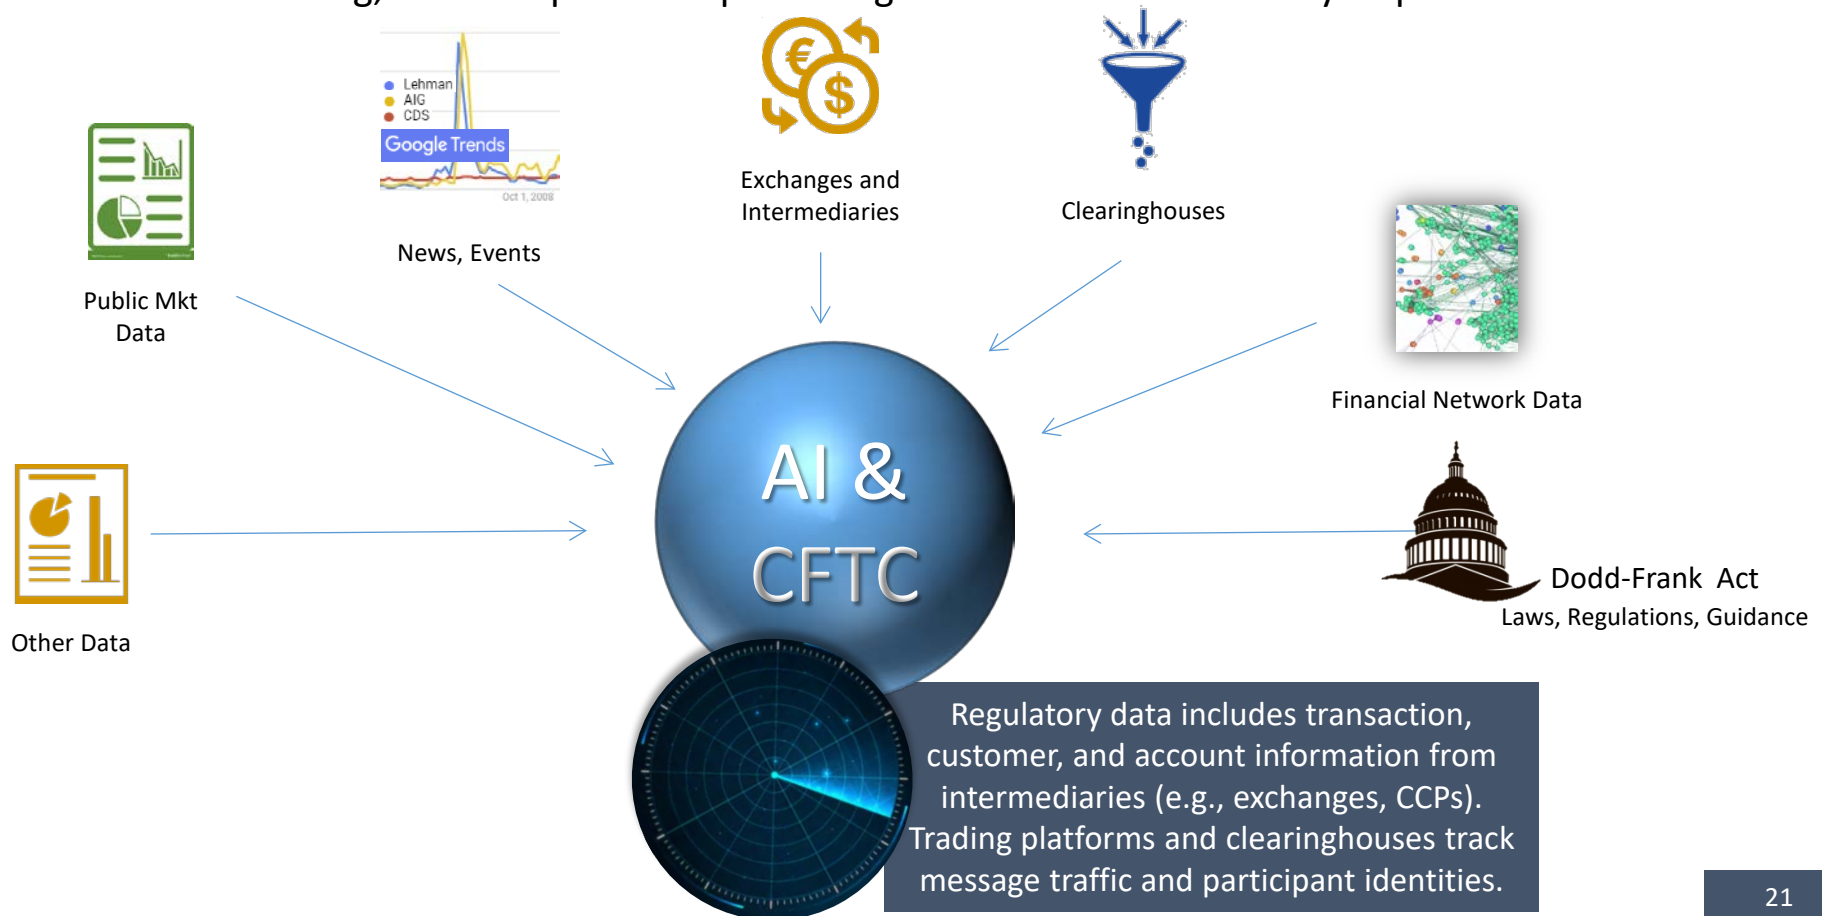 Lehman
AIG
CDS
Google Trends
Oct 1, 2008
€
$
Exchanges and
Intermediaries
Clearinghouses
News, Events
Public Mkt
Data
Financial Network Data
AI &
CFTC
Dodd-Frank Act
Laws, Regulations, Guidance
Other Data
Regulatory data includes transaction,
customer, and account information from
intermediaries (e.g., exchanges, CCPs).
Trading platforms and clearinghouses track
message traffic and participant identities.
21